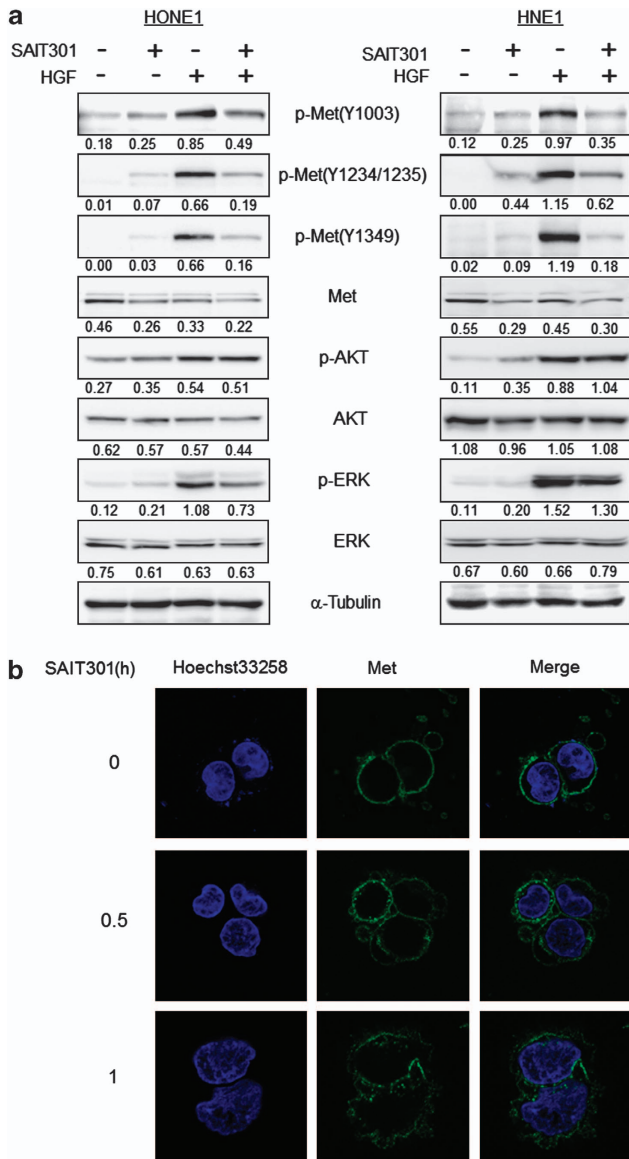 a
HONE1 HNE1
SAIT301 - + - + SAIT301 - + - +
HGF - - + + HGF - - + +
p-Met(Y1003)
0.18 0.25 0.85 0.49 0.12 0.25 0.97 0.35
p-Met(Y1234/1235)
0.01 0.07 0.66 0.19 0.00 0.44 1.15 0.62
p-Met(Y1349)
0.00 0.03 0.66 0.16 0.02 0.09 1.19 0.18
Met
0.46 0.26 0.33 0.22 0.55 0.29 0.45 0.30
p-AKT
0.27 0.35 0.54 0.51 0.11 0.35 0.88 1.04
AKT
0.62 0.57 0.57 0.44 1.08 0.96 1.05 1.08
p-ERK
0.12 0.21 1.08 0.73 0.11 0.20 1.52 1.30
ERK
0.75 0.61 0.63 0.63 0.67 0.60 0.66 0.79
α-Tubulin
b
SAIT301(h) Hoechst33258 Met Merge
0
0.5
1